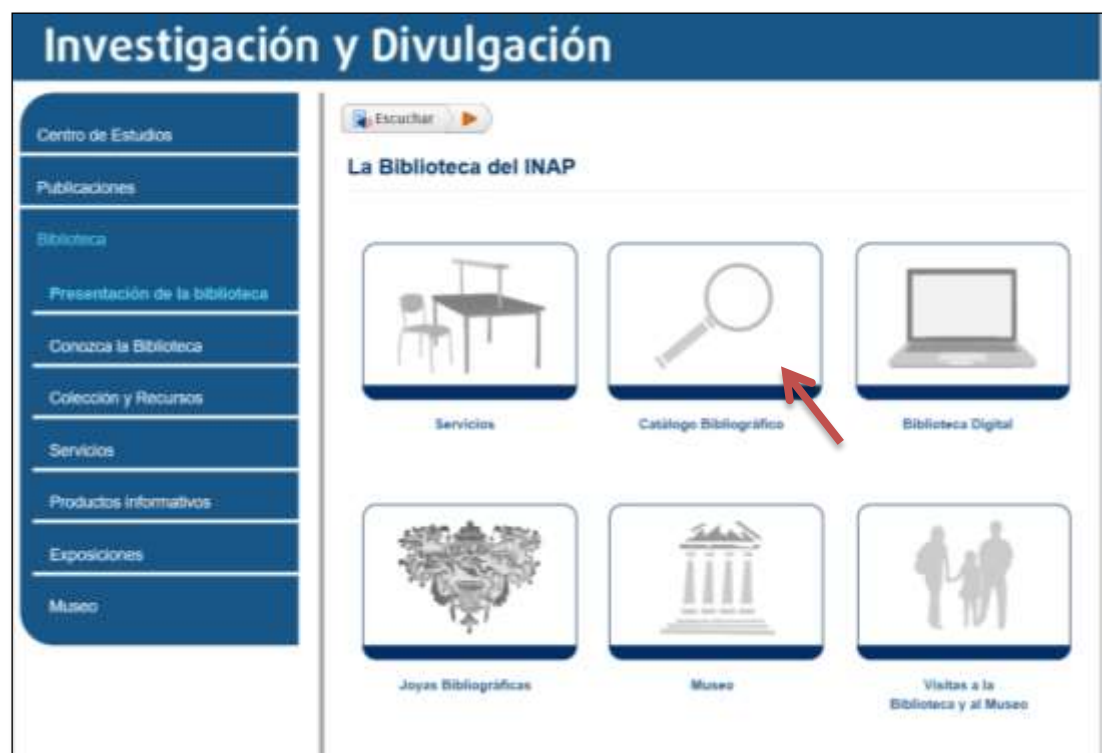 Investigación y Divulgación
Centro de Estudios
Publicaciones
Biblioteca
Presentación de la biblioteca
Conozca la Biblioteca
Colección y Recursos
Servicios
Productos informativos
Exposiciones
Museo
Escuchar
La Biblioteca del INAP
Servicios
Catálogo Bibliográfico
Biblioteca Digital
Joyas Bibliográficas
Museo
Visitas a la
Biblioteca y al Museo